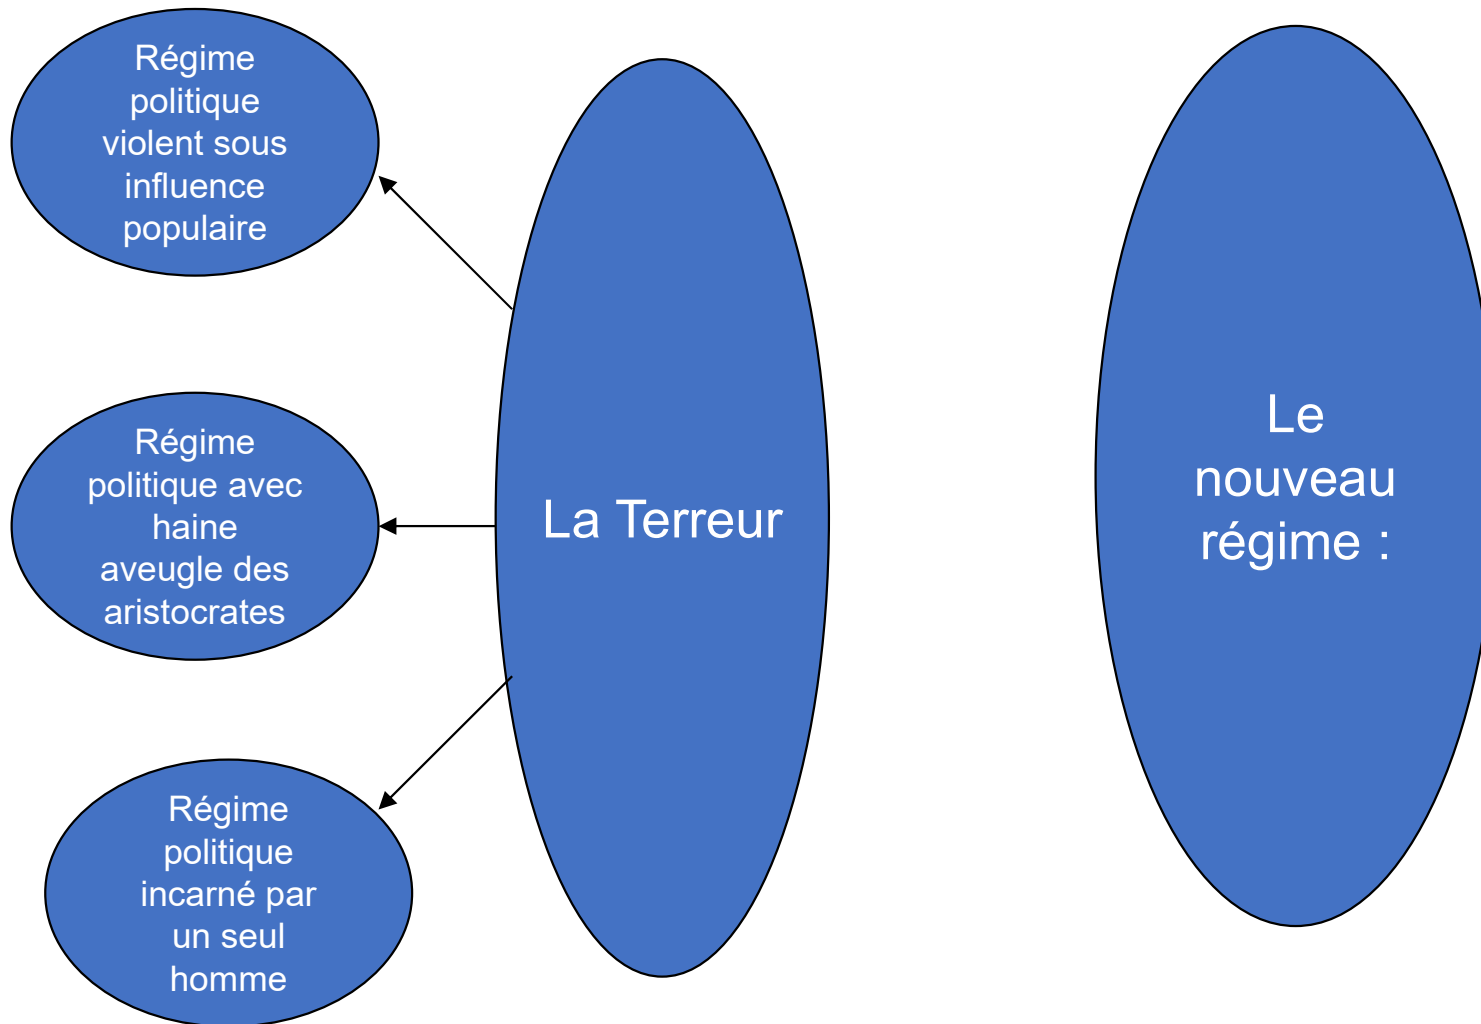 Régime
politique
violent sous
influence
populaire
Régime
politique avec
haine
aveugle des
aristocrates
Régime
politique
incarné par
un seul
homme
La Terreur
Le
nouveau
régime :